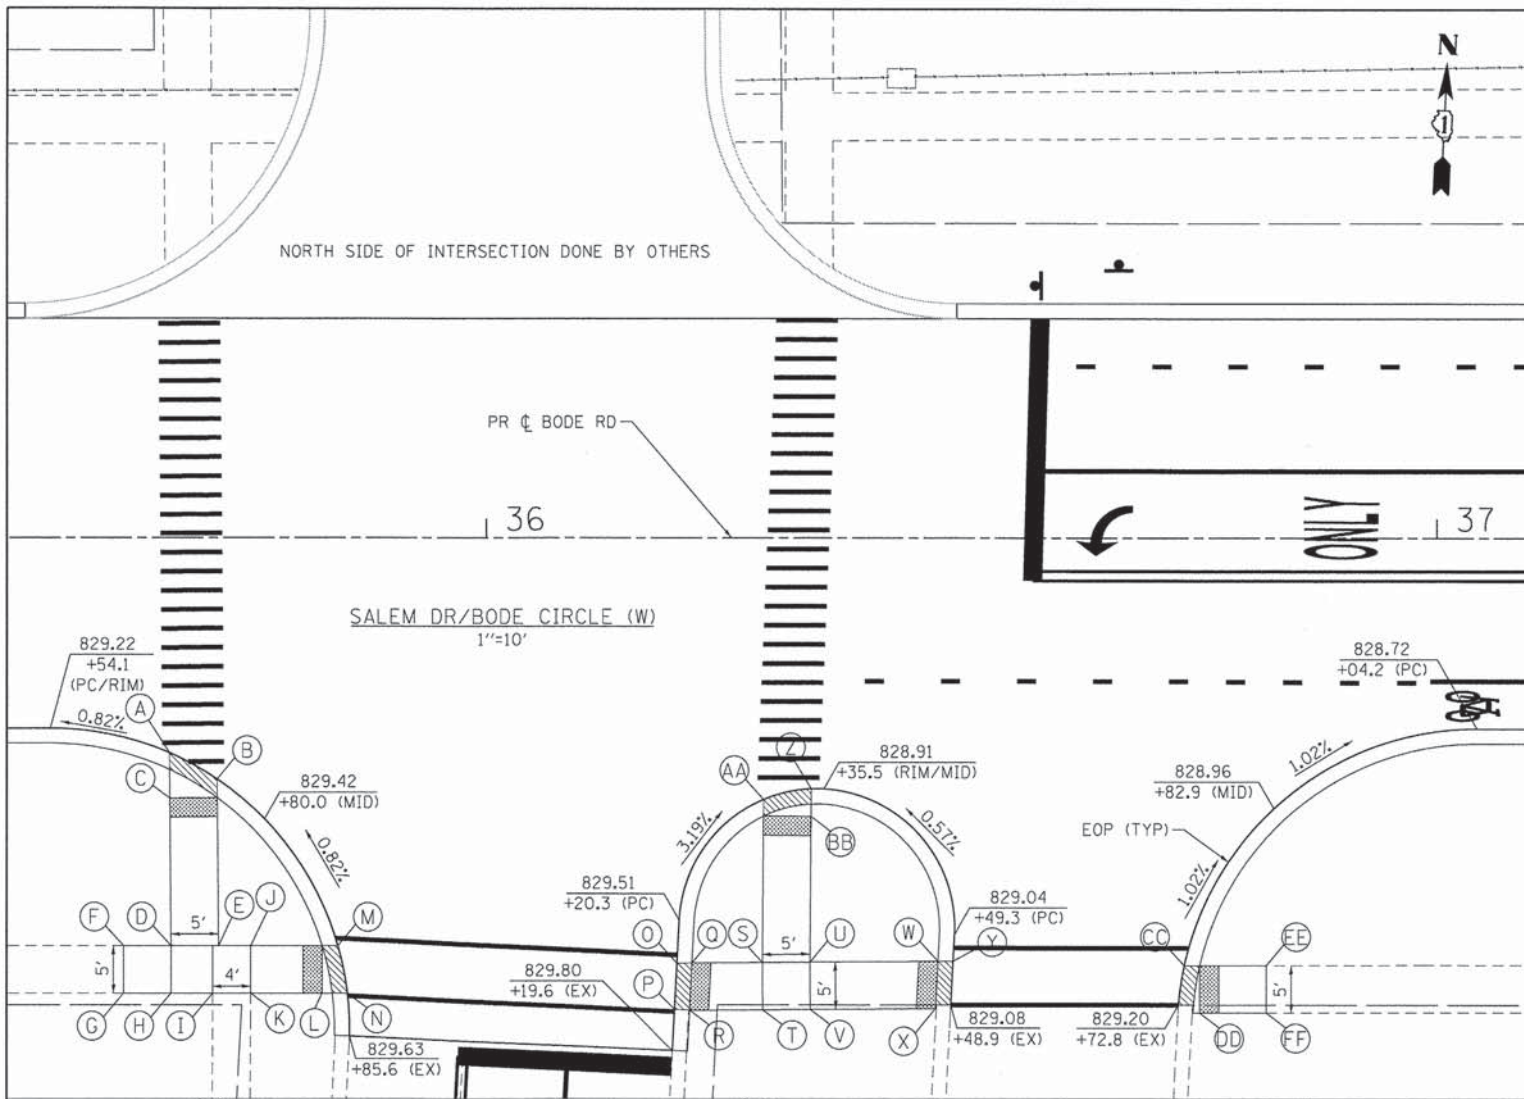 N
1
NORTH SIDE OF INTERSECTION DONE BY OTHERS
PR ℄ BODE RD
36
ONLY
37
SALEM DR/BODE CIRCLE (W)
1"=10'
829.22
+54.1
(PC/RIM)
0.82%
A
B
C
829.42
+80.0 (MID)
0.82%
828.72
+04.2 (PC)
Z
AA
828.91
+35.5 (RIM/MID)
BB
3.19%
0.57%
1.02%
828.96
+82.9 (MID)
EOP (TYP)
1.02%
829.51
+20.3 (PC)
829.04
+49.3 (PC)
F
D
5'
E
J
M
O
Q
S
5'
U
W
Y
CC
EE
5'
4'
829.80
+19.6 (EX)
P
5'
5'
G
H
I
K
L
N
R
T
V
X
829.08
+48.9 (EX)
829.20
+72.8 (EX)
DD
FF
829.63
+85.6 (EX)